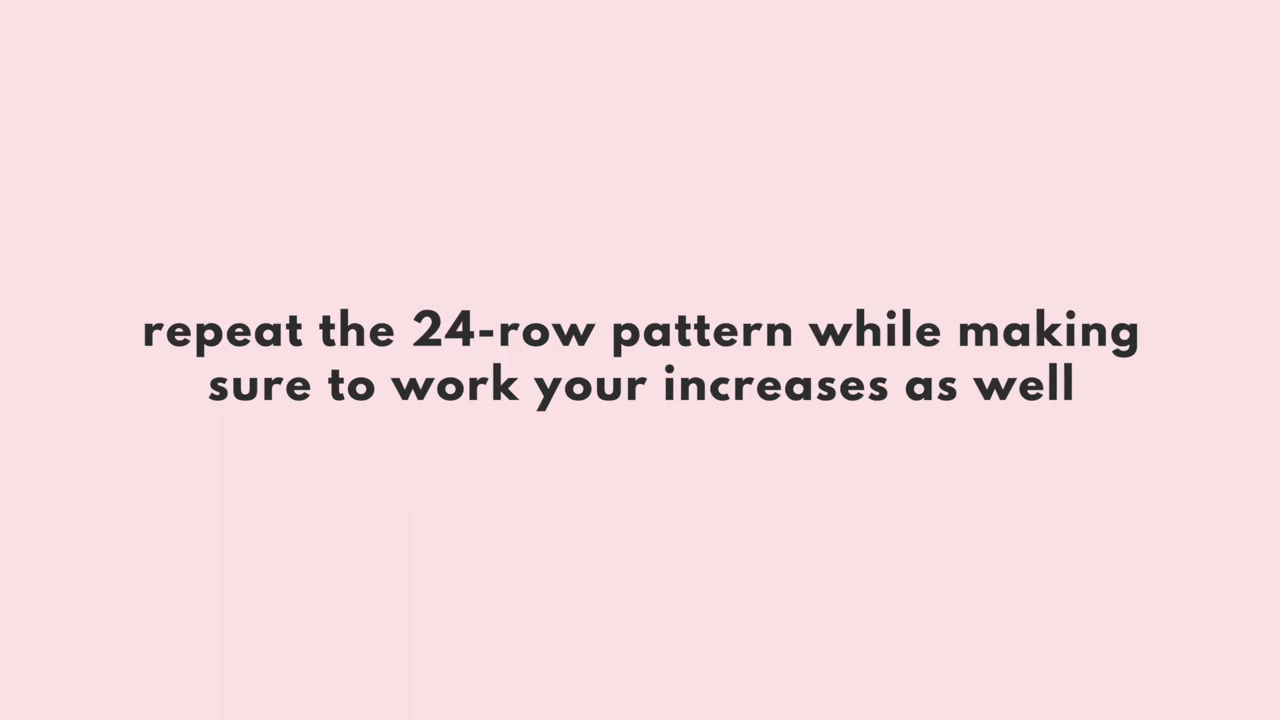 repeat the 24-row pattern while making
sure to work your increases as well